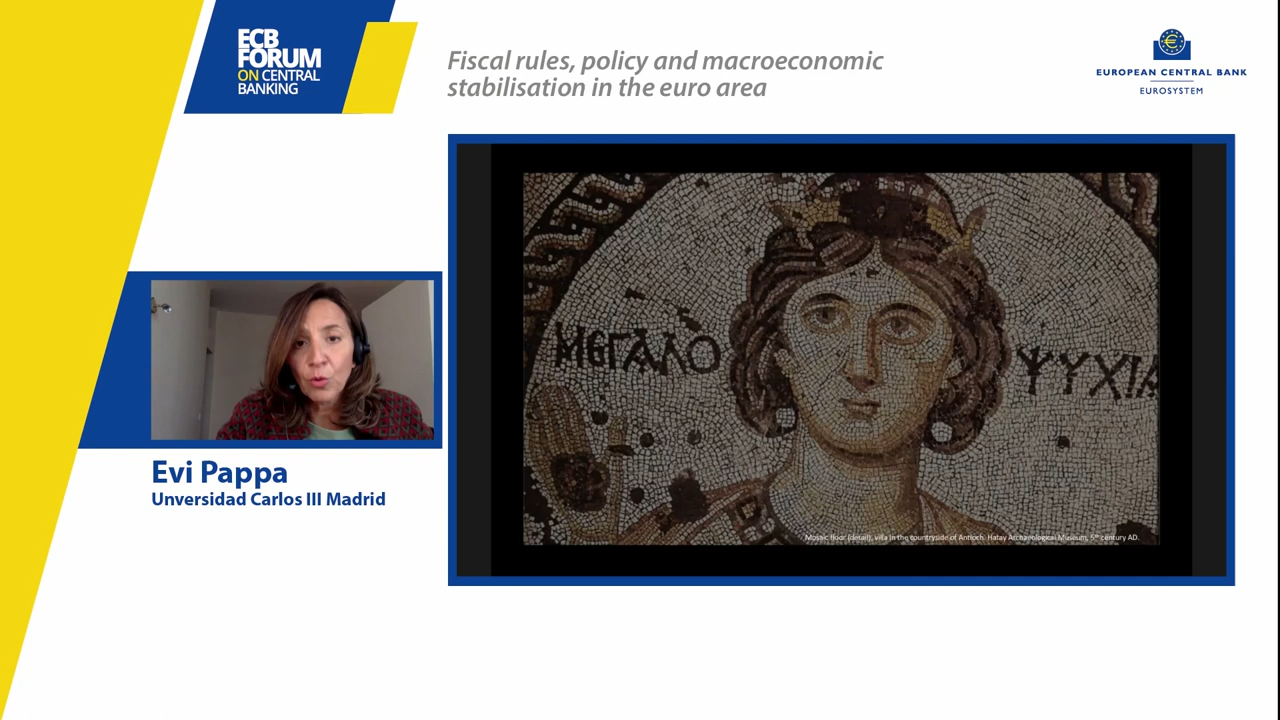 ECB
FORUM
ON CENTRAL
BANKING
Fiscal rules, policy and macroeconomic
stabilisation in the euro area
EUROPEAN CENTRAL BANK
EUROSYSTEM
ΜΕΓΑΛΟ ΨΥΧΙΑ
Mosaic floor (detail), villa in the countryside of Antioch. Hatay Archaeological Museum, 5th century AD.
Evi Pappa
Unversidad Carlos III Madrid